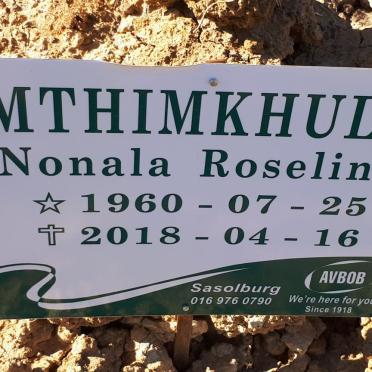 MTHIMKHUL
Nonala Roselin
☆ 1960 - 07 - 25
✝ 2018 - 04 - 16
AVBOB
Sasolburg
016 976 0790
We're here for you
Since 1918